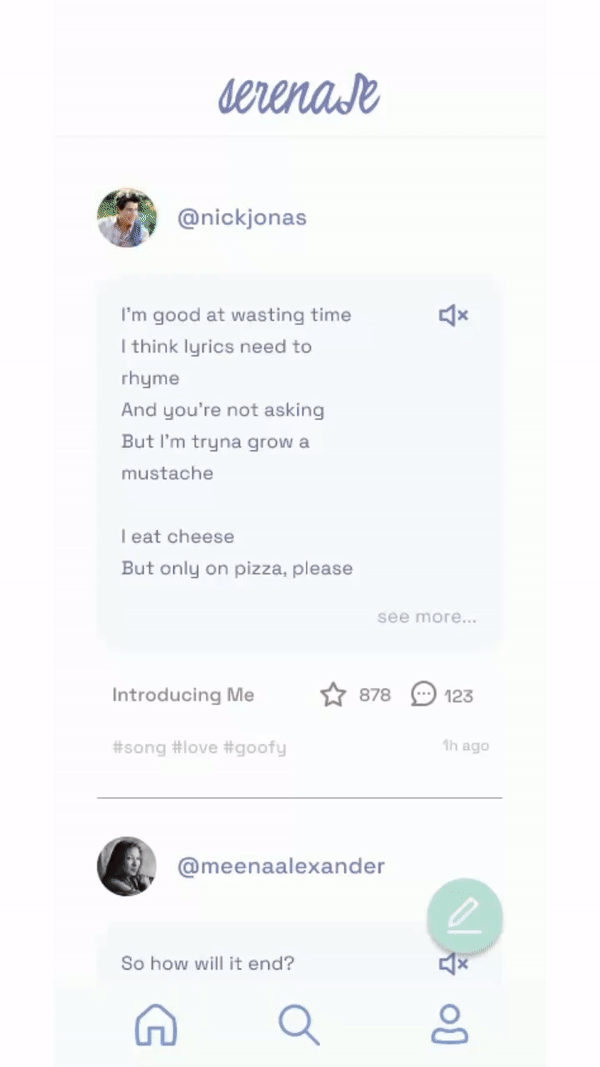 serenade
@nickjonas
I'm good at wasting time
I think lyrics need to
rhyme
And you're not asking
But I'm tryna grow a
mustache
I eat cheese
But only on pizza, please
see more...
Introducing Me
878
123
#song #love #goofy
1h ago
@meenaalexander
So how will it end?